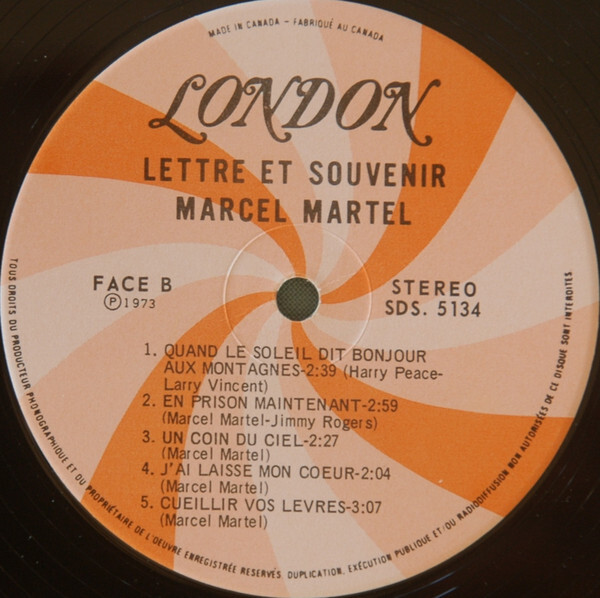 MADE IN CANADA - FABRIQUÉ AU CANADA
LONDON
LETTRE ET SOUVENIR
MARCEL MARTEL
FACE B
Ⓟ 1973
STEREO
SDS. 5134
1. QUAND LE SOLEIL DIT BONJOUR
AUX MONTAGNES-2:39 (Harry Peace-
Larry Vincent)
2. EN PRISON MAINTENANT-2:59
(Marcel Martel-Jimmy Rogers)
3. UN COIN DU CIEL-2:27
(Marcel Martel)
4. J'AI LAISSE MON COEUR-2:04
(Marcel Martel)
5. CUEILLIR VOS LEVRES-3:07
(Marcel Martel)
TOUS DROITS DU PRODUCTEUR PHONOGRAPHIQUE ET DU PROPRIÉTAIRE DE L'OEUVRE ENREGISTRÉE RESERVÉS. DUPLICATION, EXÉCUTION PUBLIQUE ET/OU RADIODIFFUSION NON AUTORISÉES DE CE DISQUE SONT INTERDITES